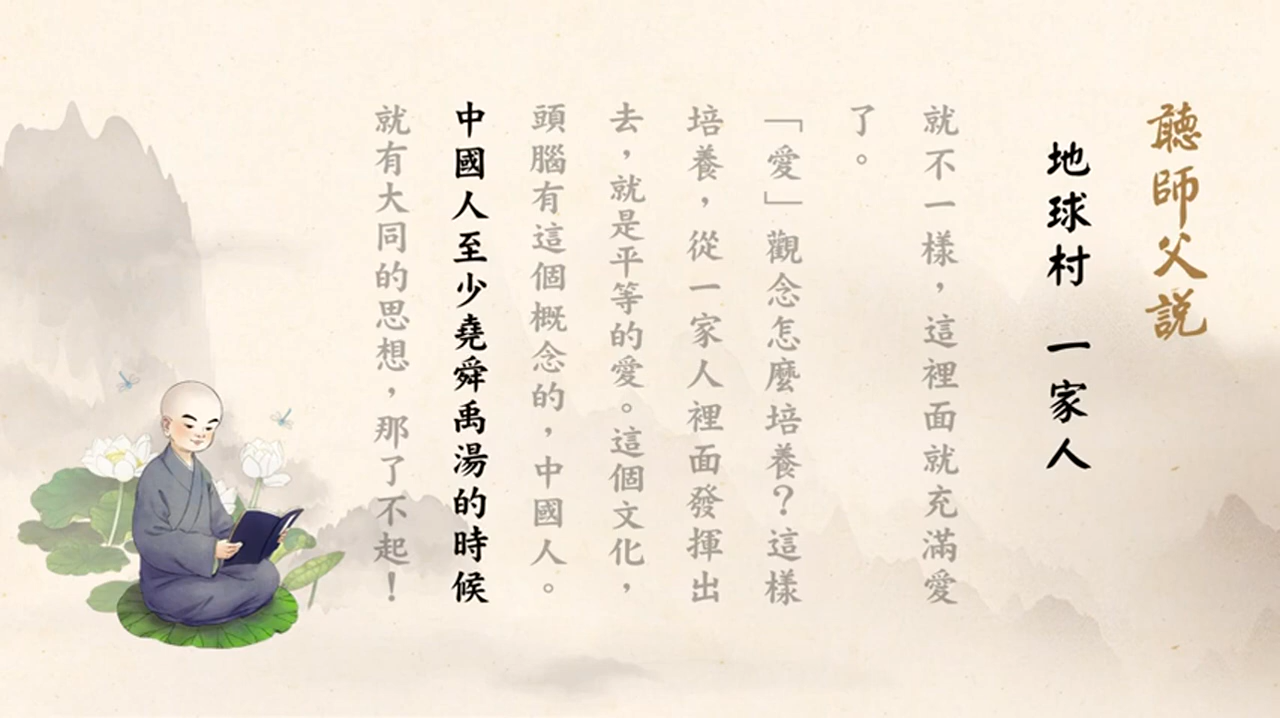 聽師父說
地球村 一家人
就不一樣，這裡面就充滿愛
了。
「愛」觀念怎麼培養？這樣
培養，從一家人裡面發揮出
去，就是平等的愛。這個文化，
頭腦有這個概念的，中國人。
中國人至少堯舜禹湯的時候
就有大同的思想，那了不起！